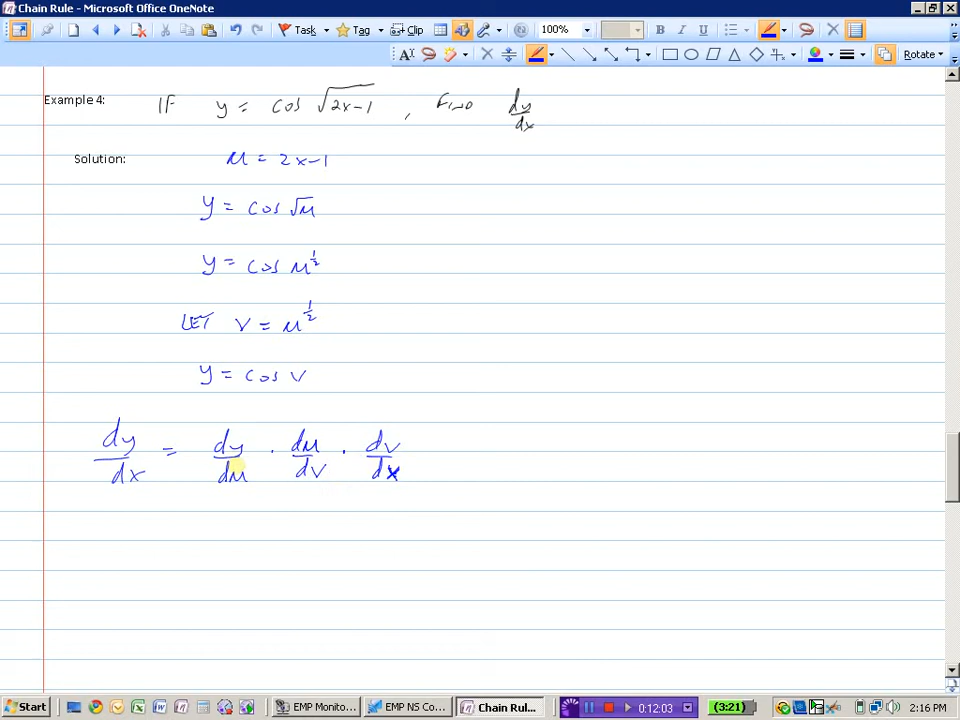 Chain Rule - Microsoft Office OneNote
Task Tag Clip 100% B I U
Rotate
Example 4: IF y = cos √2x-1 , FIND dy/dx
Solution: u = 2x-1
y = cos √u
y = cos u^1/2
LET v = u^1/2
y = cos v
dy/dx = dy/du · du/dv · dv/dx
Start EMP Monito... EMP NS Co... Chain Rule... 0:12:03 (3:21) 2:16 PM